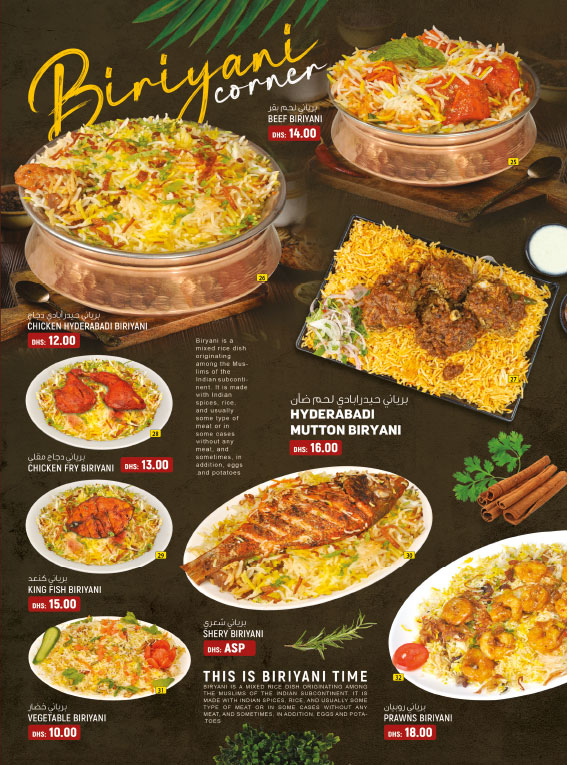 Biriyani
corner
برياني لحم بقر
BEEF BIRIYANI
DHS: 14.00
25
26
برياني حيدرآبادي دجاج
CHICKEN HYDERABADI BIRIYANI
DHS: 12.00
Biryani is a
mixed rice dish
originating
among the Mus-
lims of the
Indian subconti-
nent. It is made
with Indian
spices, rice,
and usually
some type of
meat or in
some cases
without any
meat, and
sometimes, in
addition, eggs
and potatoes
77
برياني حيدرابادي لحم ضأن
HYDERABADI
MUTTON BIRYANI
DHS: 16.00
28
برياني دجاج مقلي
CHICKEN FRY BIRIYANI
DHS: 13.00
29
برياني كنعد
KING FISH BIRIYANI
DHS: 15.00
30
برياني شعري
SHERY BIRIYANI
DHS: ASP
31
برياني خضار
VEGETABLE BIRIYANI
DHS: 10.00
THIS IS BIRIYANI TIME
BIRYANI IS A MIXED RICE DISH ORIGINATING AMONG
THE MUSLIMS OF THE INDIAN SUBCONTINENT. IT IS
MADE WITH INDIAN SPICES, RICE, AND USUALLY SOME
TYPE OF MEAT OR IN SOME CASES WITHOUT ANY
MEAT, AND SOMETIMES, IN ADDITION, EGGS AND POTA-
TOES
32
برياني روبيان
PRAWNS BIRIYANI
DHS: 18.00